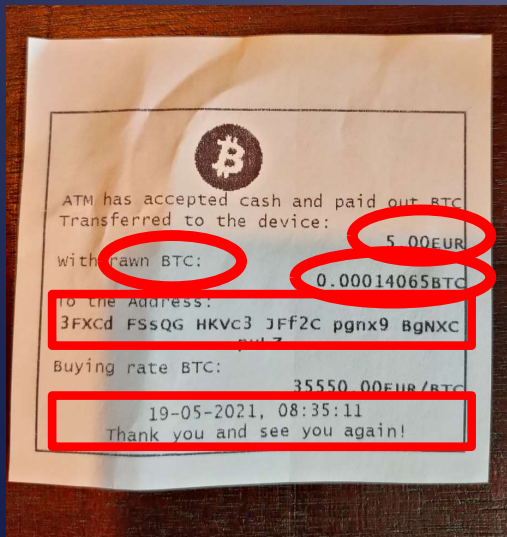 ATM has accepted cash and paid out BTC
Transferred to the device:
5.00EUR
Withdrawn BTC:
0.00014065BTC
To the Address:
3FXCd FSsQG HKVc3 JFf2C pgnx9 BgNXC
Buying rate BTC:
35550.00EUR/BTC
19-05-2021, 08:35:11
Thank you and see you again!